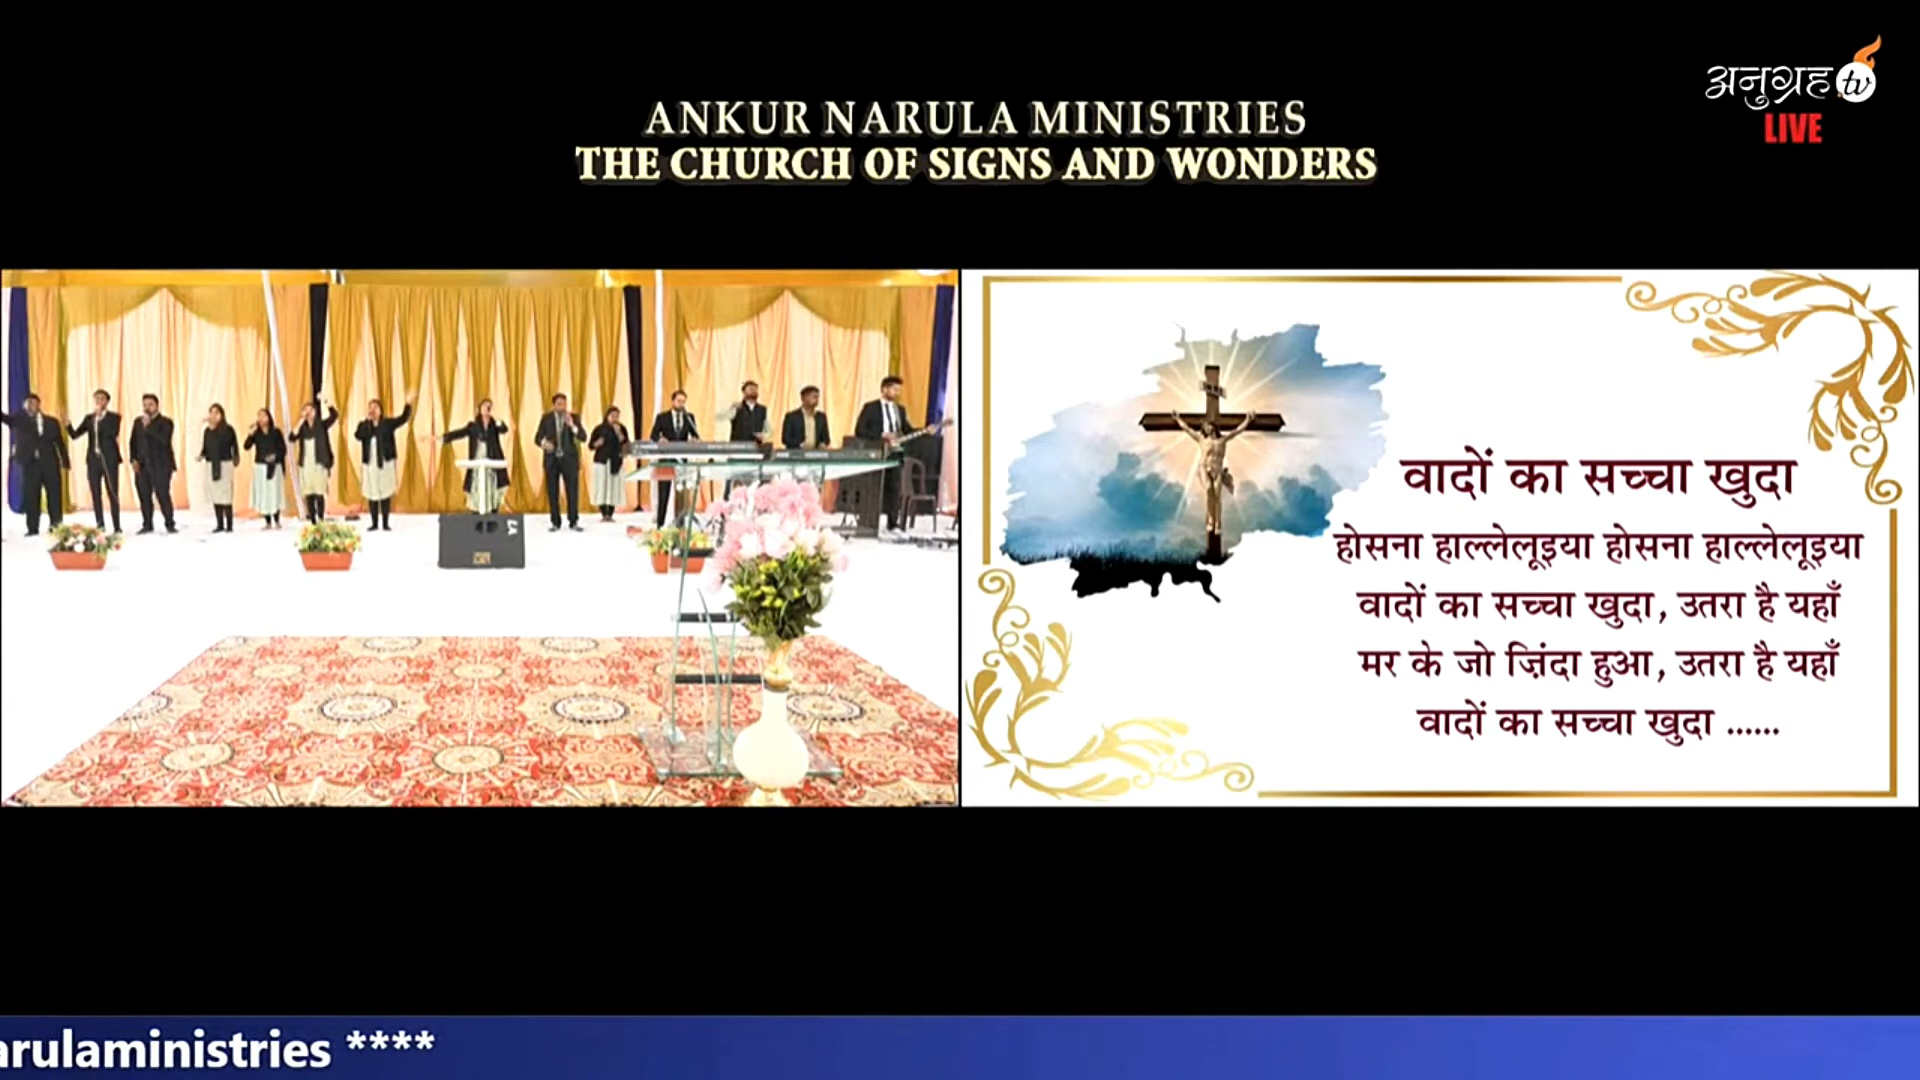 ANKUR NARULA MINISTRIES
THE CHURCH OF SIGNS AND WONDERS
अनुग्रह tv
LIVE
वादों का सच्चा खुदा
होसना हाल्लेलूइया होसना हाल्लेलूइया
वादों का सच्चा खुदा, उतरा है यहाँ
मर के जो ज़िंदा हुआ, उतरा है यहाँ
वादों का सच्चा खुदा ......
arulaministries ****